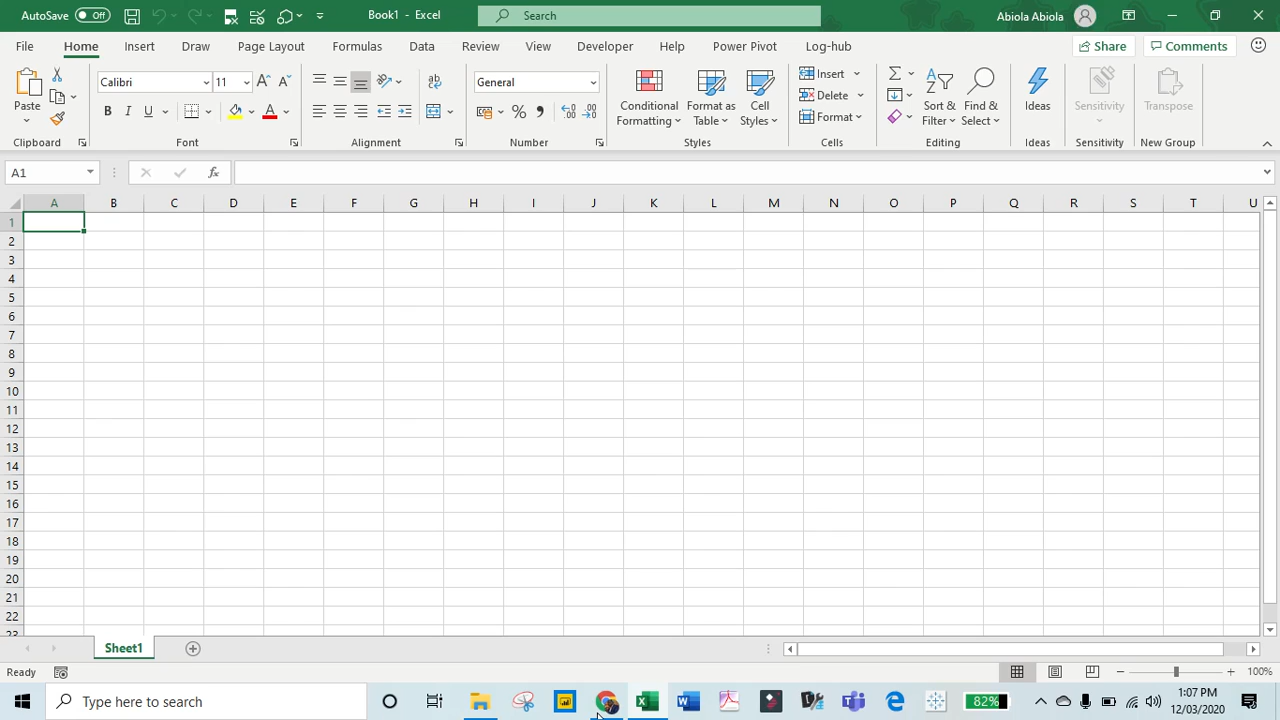 AutoSave Off Book1 - Excel Search Abiola Abiola
File Home Insert Draw Page Layout Formulas Data Review View Developer Help Power Pivot Log-hub Share Comments
Calibri 11 General
Paste Conditional Formatting Format as Table Cell Styles Insert Delete Format Sort & Filter Find & Select Ideas Sensitivity Transpose
Clipboard Font Alignment Number Styles Cells Editing Ideas Sensitivity New Group
A1 fx
A B C D E F G H I J K L M N O P Q R S T U
1
2
3
4
5
6
7
8
9
10
11
12
13
14
15
16
17
18
19
20
21
22
23
Sheet1
Ready 100%
Type here to search 82% 1:07 PM
12/03/2020